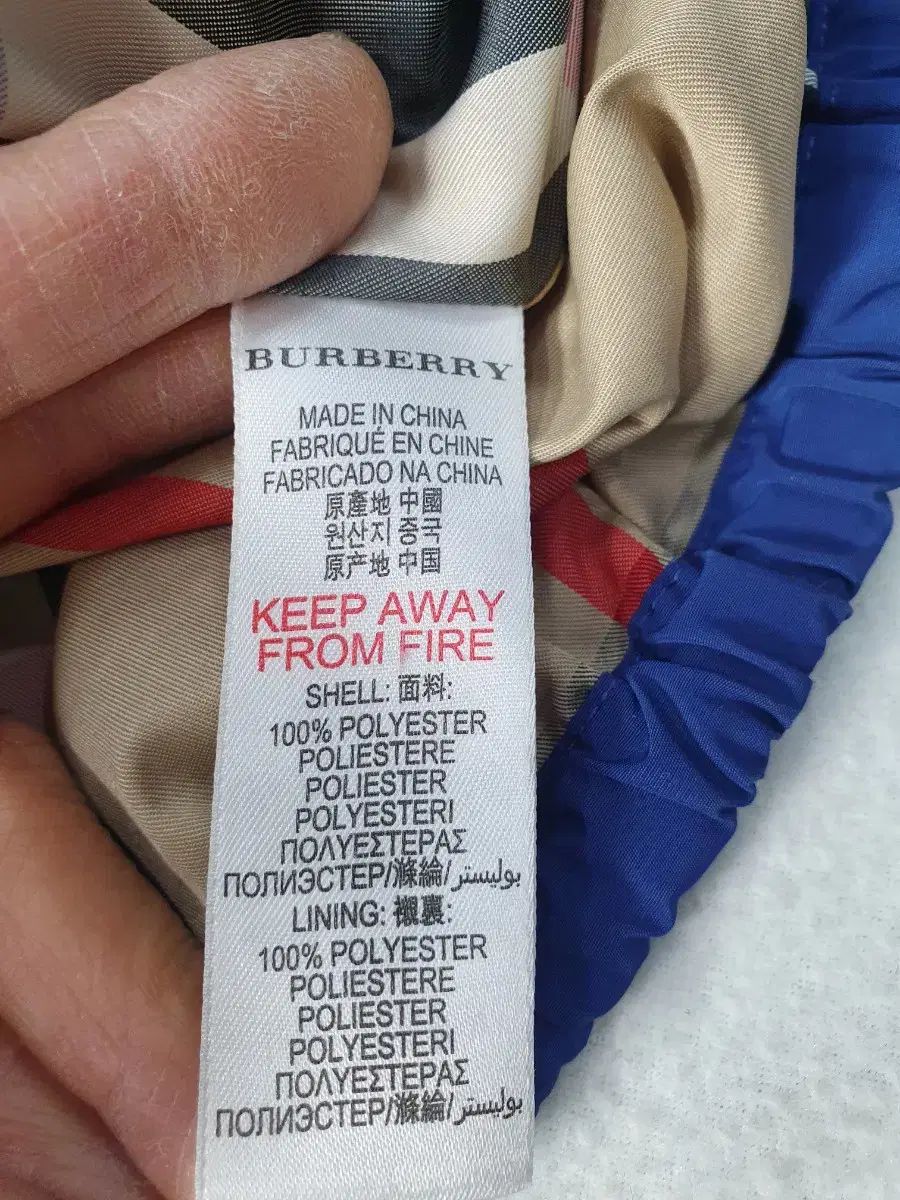 BURBERRY
MADE IN CHINA
FABRIQUÉ EN CHINE
FABRICADO NA CHINA
原產地 中國
원산지 중국
原产地 中国
KEEP AWAY
FROM FIRE
SHELL: 面料:
100% POLYESTER
POLIESTERE
POLIESTER
POLYESTERI
ΠΟΛΥΕΣΤΕΡΑΣ
ПОЛИЭСТЕР/滌綸/بوليستر
LINING: 襯裏:
100% POLYESTER
POLIESTERE
POLIESTER
POLYESTERI
ΠΟΛΥΕΣΤΕΡΑΣ
ПОЛИЭСТЕР/滌綸/بوليستر